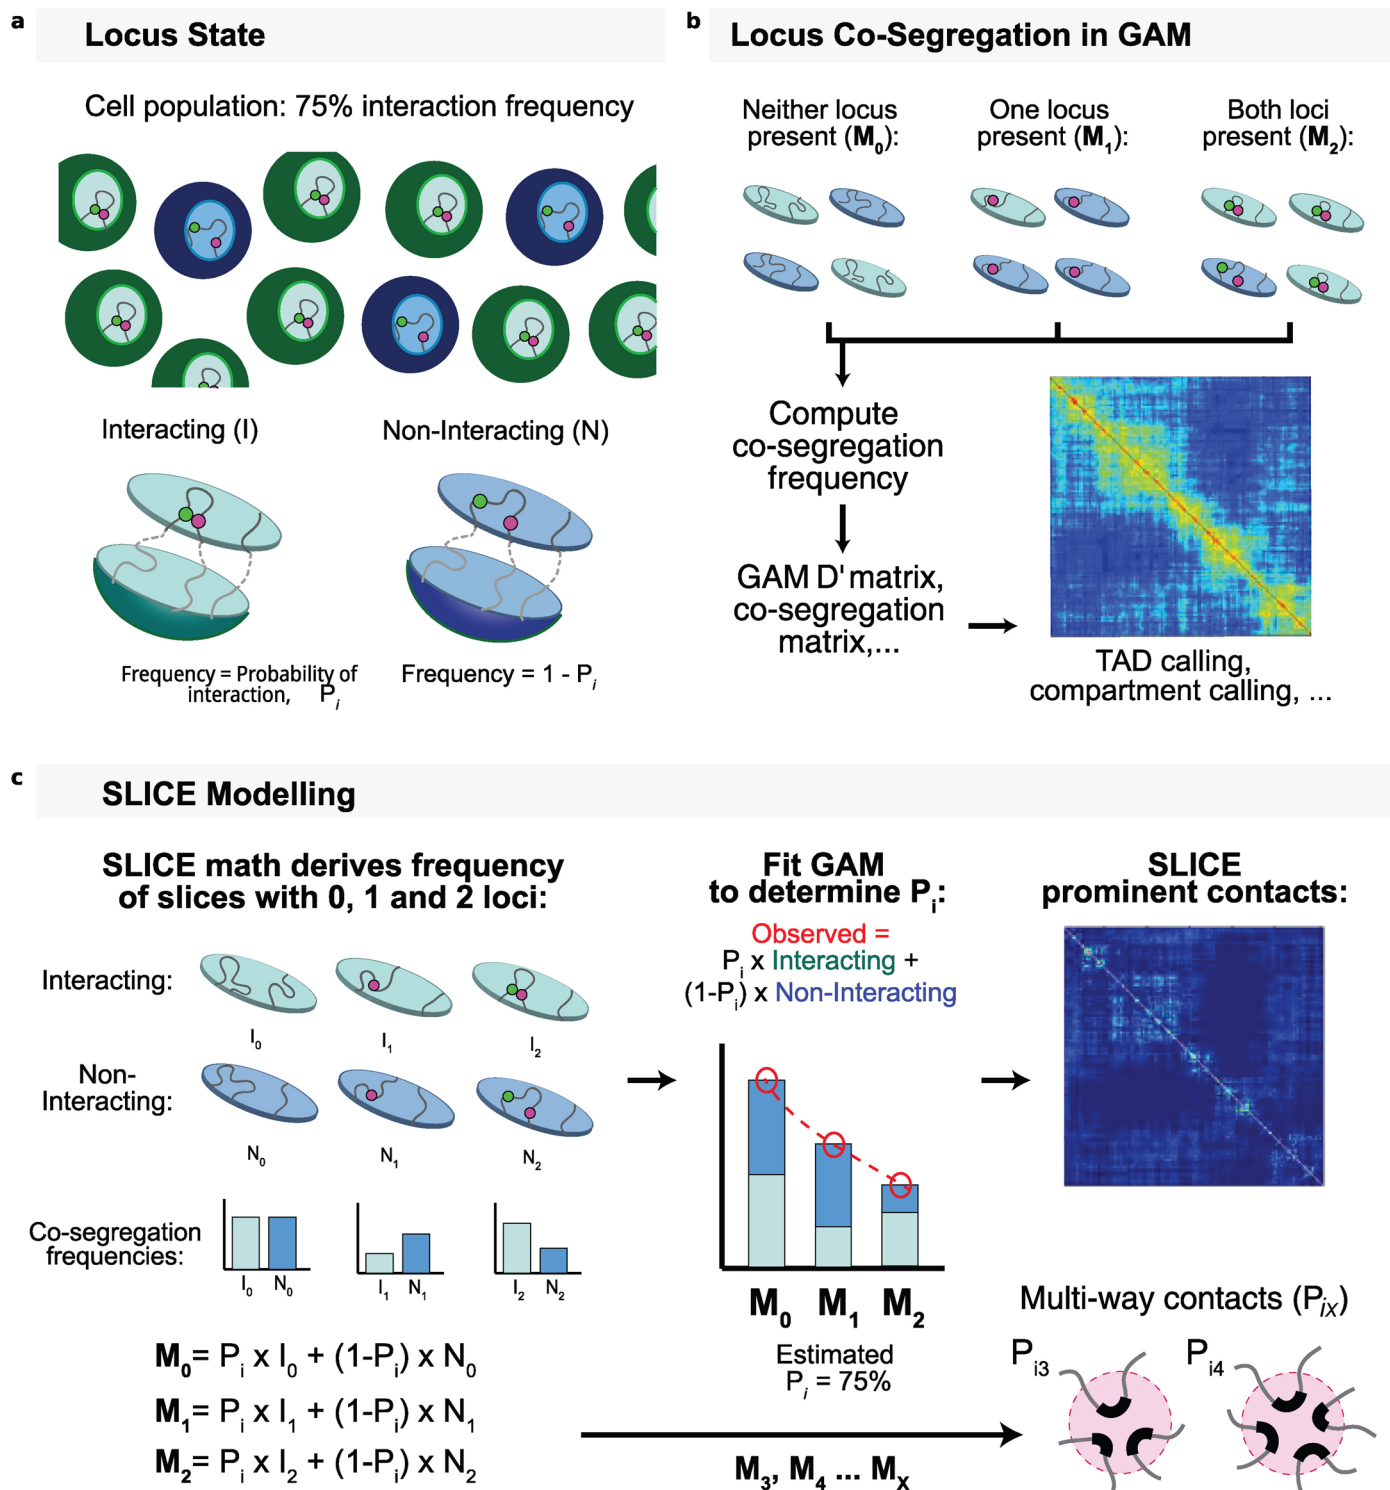 a
Locus State
Cell population: 75% interaction frequency
Interacting (I)
Non-Interacting (N)
Frequency = Probability of
interaction, Pi
Frequency = 1 - Pi
b
Locus Co-Segregation in GAM
Neither locus
present (M0):
One locus
present (M1):
Both loci
present (M2):
Compute
co-segregation
frequency
GAM D' matrix,
co-segregation
matrix,...
TAD calling,
compartment calling, ...
c
SLICE Modelling
SLICE math derives frequency
of slices with 0, 1 and 2 loci:
Interacting:
I0
I1
I2
Non-
Interacting:
N0
N1
N2
Co-segregation
frequencies:
I0 N0
I1 N1
I2 N2
M0= Pi x I0 + (1-Pi) x N0
M1= Pi x I1 + (1-Pi) x N1
M2= Pi x I2 + (1-Pi) x N2
Fit GAM
to determine Pi:
Observed =
Pi x Interacting +
(1-Pi) x Non-Interacting
M0 M1 M2
Estimated
Pi = 75%
M3, M4 ... MX
SLICE
prominent contacts:
Multi-way contacts (Pix)
Pi3
Pi4